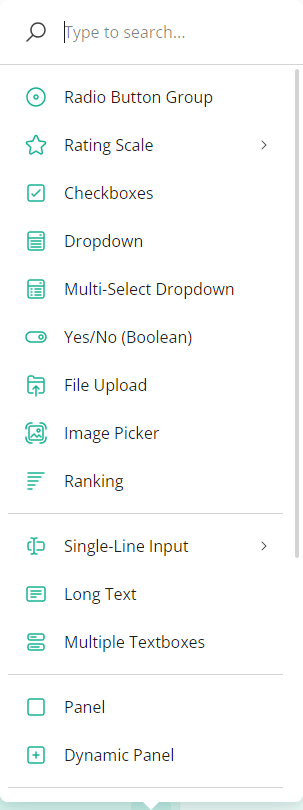 Type to search...
Radio Button Group
Rating Scale
Checkboxes
Dropdown
Multi-Select Dropdown
Yes/No (Boolean)
File Upload
Image Picker
Ranking
Single-Line Input
Long Text
Multiple Textboxes
Panel
Dynamic Panel